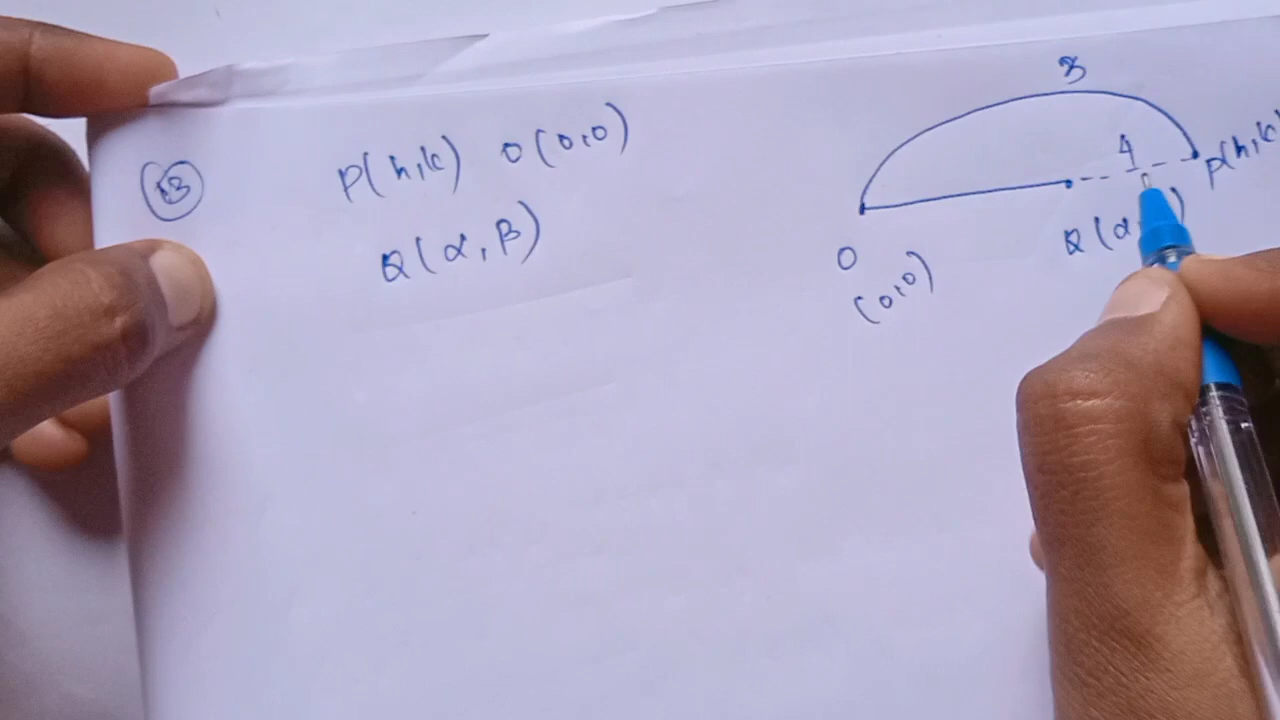 13 P(h,k) O(0,0)
Q(α,β)
3
4
P(h,k)
Q(α
O
(0,0)